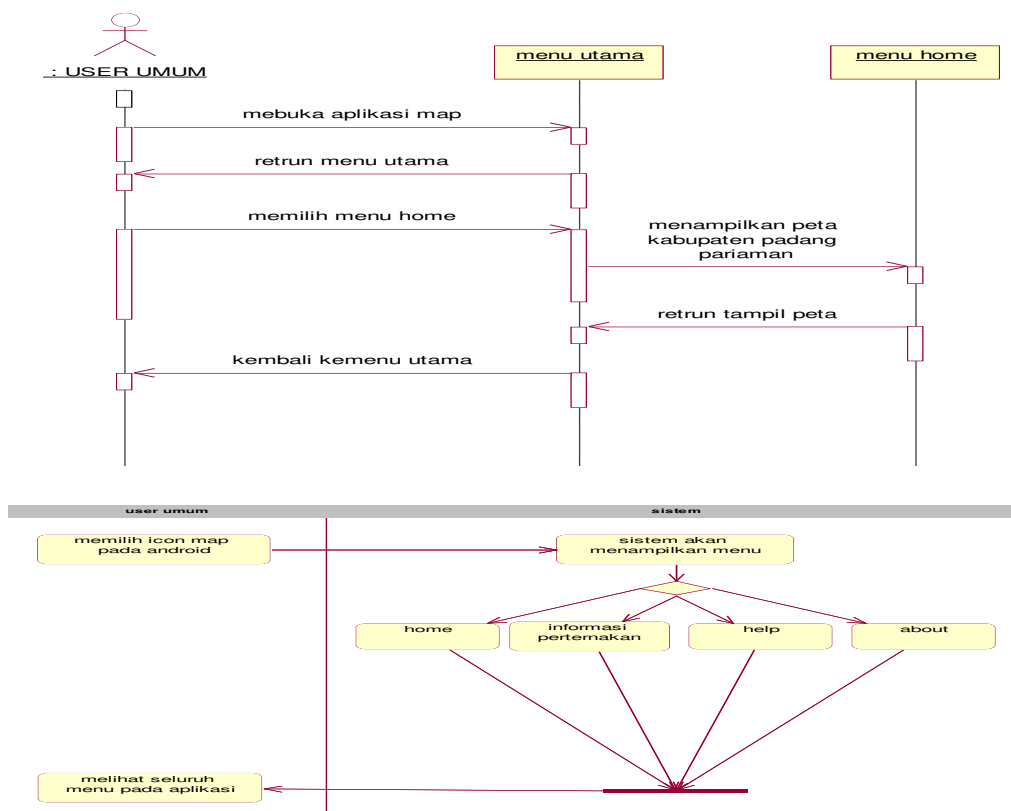 : USER UMUM
menu utama
menu home
mebuka aplikasi map
retrun menu utama
memilih menu home
menampilkan peta
kabupaten padang
pariaman
retrun tampil peta
kembali kemenu utama
user umum
sistem
memilih icon map
pada android
sistem akan
menampilkan menu
home
informasi
perternakan
help
about
melihat seluruh
menu pada aplikasi